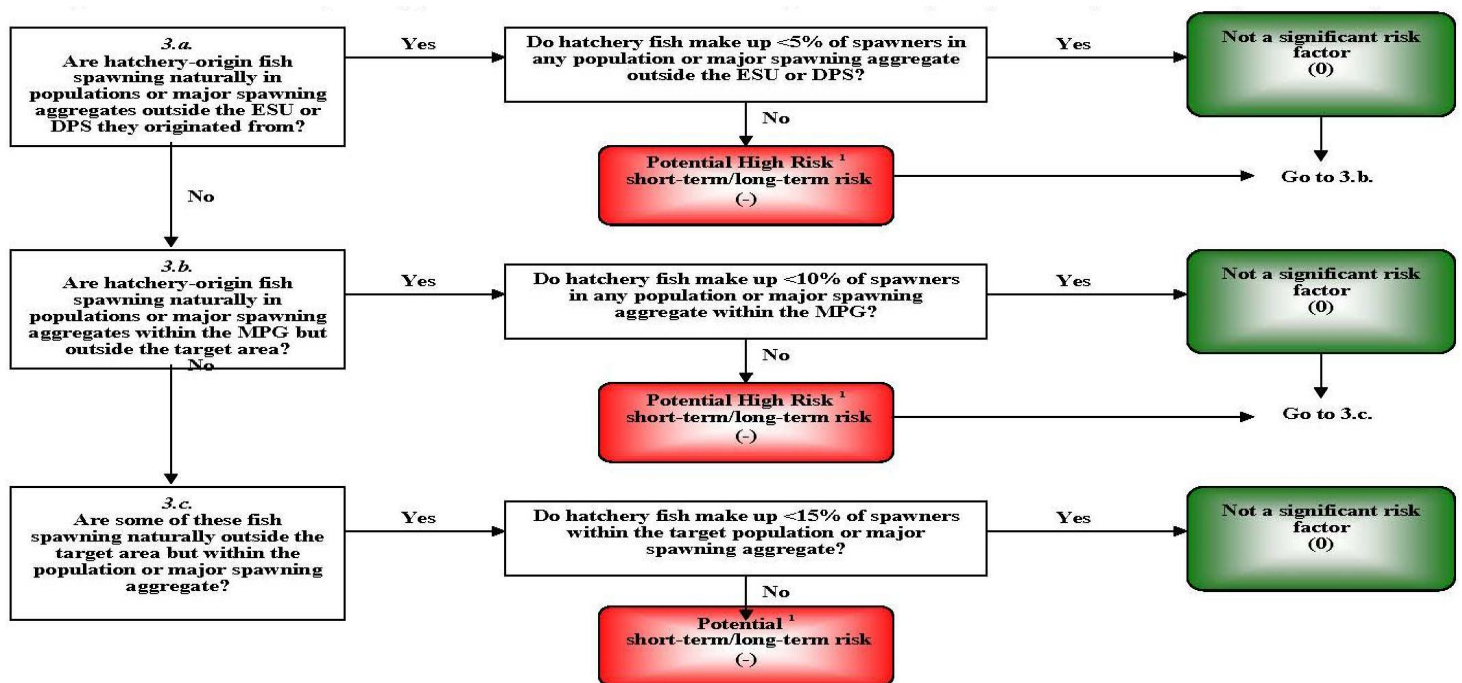 3.a.
Are hatchery-origin fish
spawning naturally in
populations or major spawning
aggregates outside the ESU or
DPS they originated from?
Yes
Do hatchery fish make up <5% of spawners in
any population or major spawning aggregate
outside the ESU or DPS?
Yes
Not a significant risk
factor
(0)
No
Potential High Risk ¹
short-term/long-term risk
(-)
Go to 3.b.
No
3.b.
Are hatchery-origin fish
spawning naturally in
populations or major spawning
aggregates within the MPG but
outside the target area?
Yes
Do hatchery fish make up <10% of spawners
in any population or major spawning
aggregate within the MPG?
Yes
Not a significant risk
factor
(0)
No
No
Potential High Risk ¹
short-term/long-term risk
(-)
Go to 3.c.
3.c.
Are some of these fish
spawning naturally outside the
target area but within the
population or major spawning
aggregate?
Yes
Do hatchery fish make up <15% of spawners
within the target population or major
spawning aggregate?
Yes
Not a significant risk
factor
(0)
No
Potential ¹
short-term/long-term risk
(-)